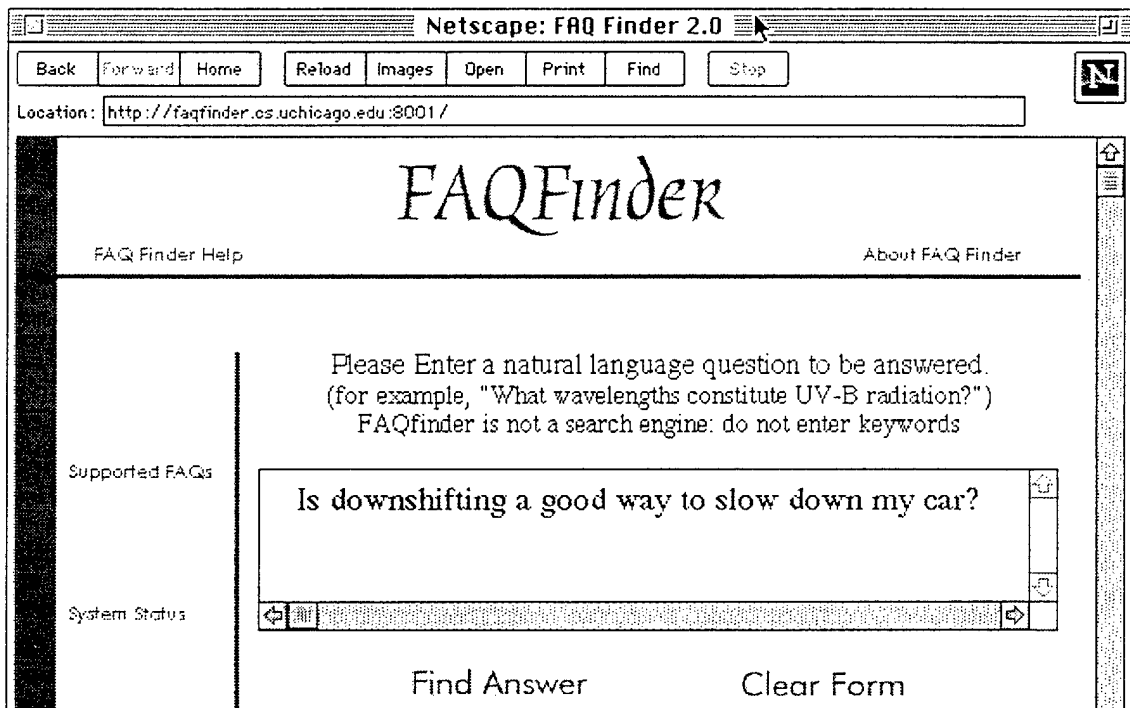 Netscape: FAQ Finder 2.0
Back Forward Home Reload Images Open Print Find Stop
N
Location: http://faqfinder.cs.uchicago.edu:8001/
FAQFinder
FAQ Finder Help About FAQ Finder
Please Enter a natural language question to be answered.
(for example, "What wavelengths constitute UV-B radiation?")
FAQfinder is not a search engine: do not enter keywords
Supported FAQs
Is downshifting a good way to slow down my car?
System Status
Find Answer Clear Form